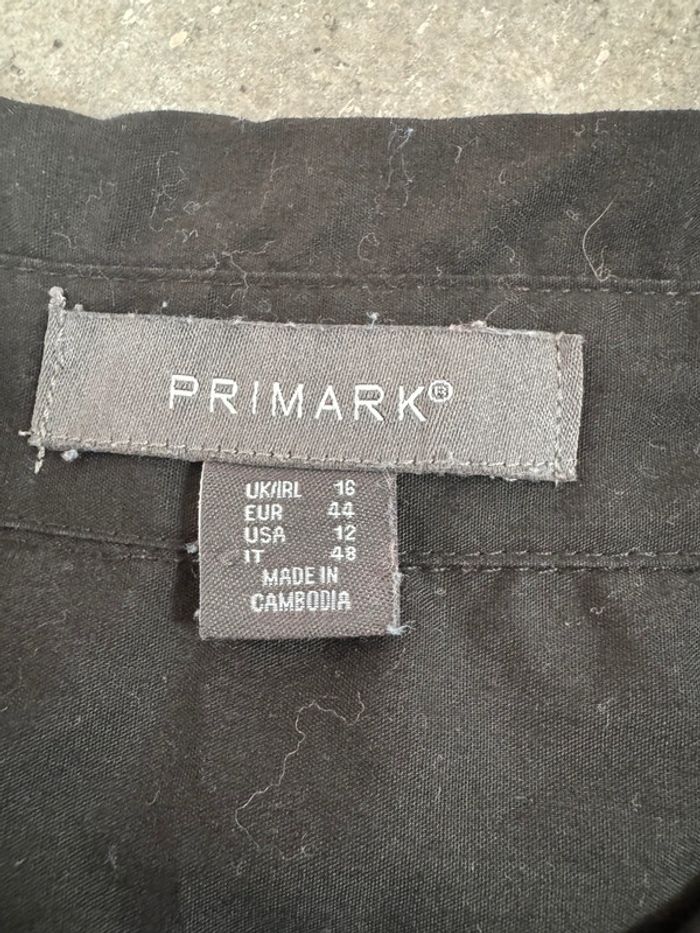 PRIMARK®
UK/IRL 16
EUR 44
USA 12
IT 48
MADE IN
CAMBODIA